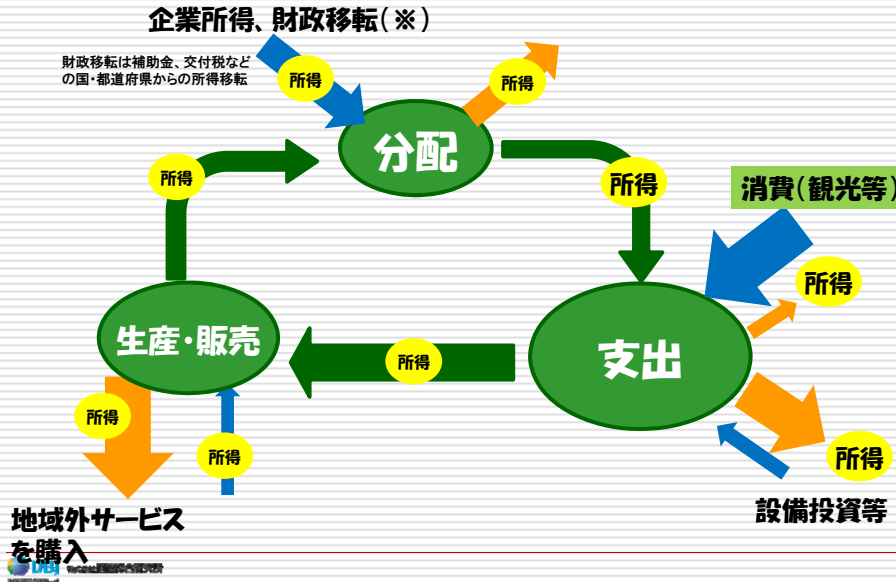 企業所得、財政移転(※)
財政移転は補助金、交付税など
の国・都道府県からの所得移転
所得
所得
分配
所得
所得
消費(観光等)
所得
生産・販売
所得
支出
所得
所得
所得
設備投資等
地域外サービス
を購入